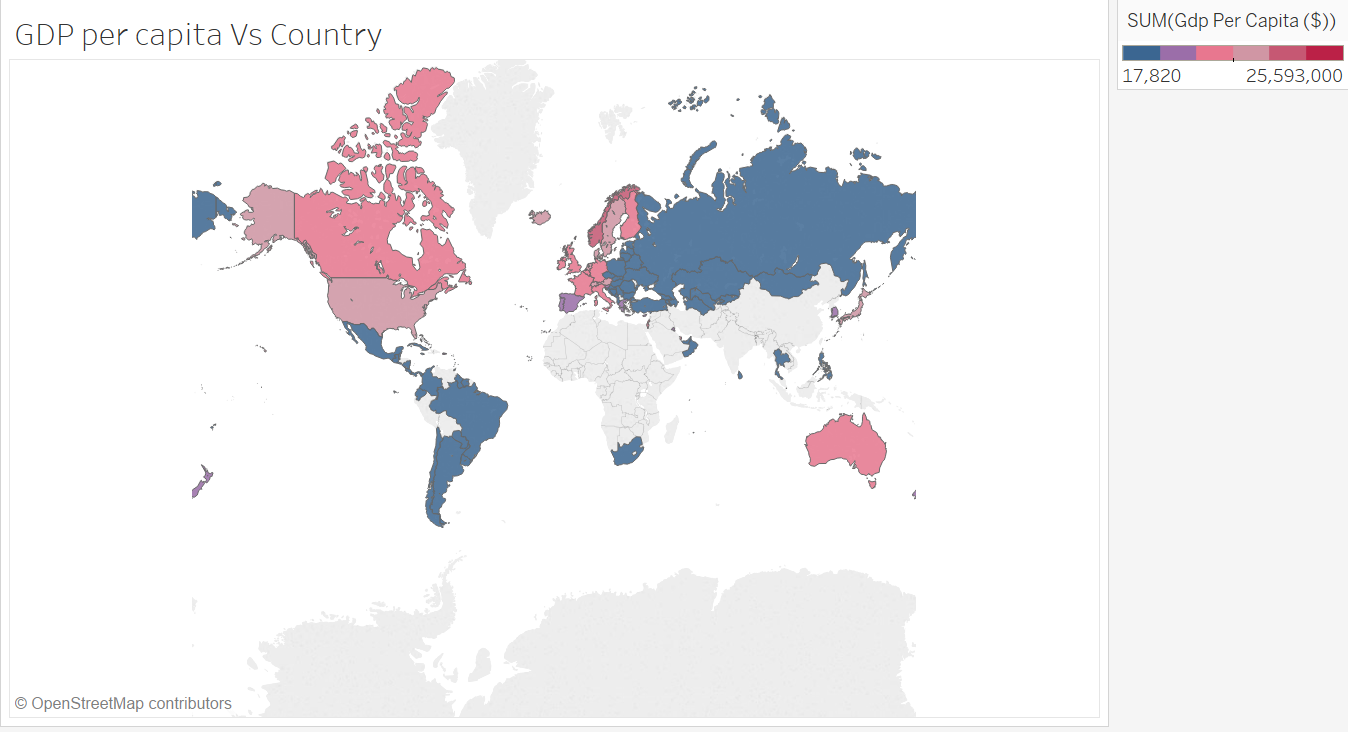 GDP per capita Vs Country
SUM(Gdp Per Capita ($))
17,820 25,593,000
© OpenStreetMap contributors